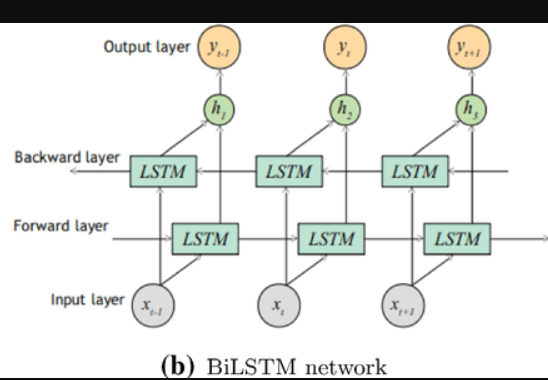 Output layer y_{t-1} y_t y_{t+1}
h_1 h_2 h_3
Backward layer LSTM LSTM LSTM
Forward layer LSTM LSTM LSTM
Input layer x_{t-1} x_t x_{t+1}
(b) BiLSTM network